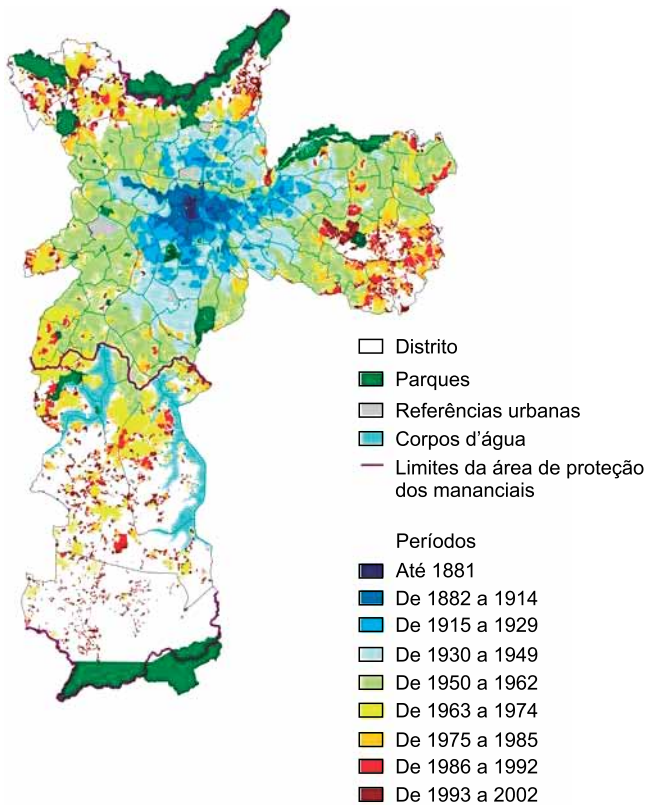 Distrito
Parques
Referências urbanas
Corpos d’água
Limites da área de proteção
dos mananciais
Períodos
Até 1881
De 1882 a 1914
De 1915 a 1929
De 1930 a 1949
De 1950 a 1962
De 1963 a 1974
De 1975 a 1985
De 1986 a 1992
De 1993 a 2002